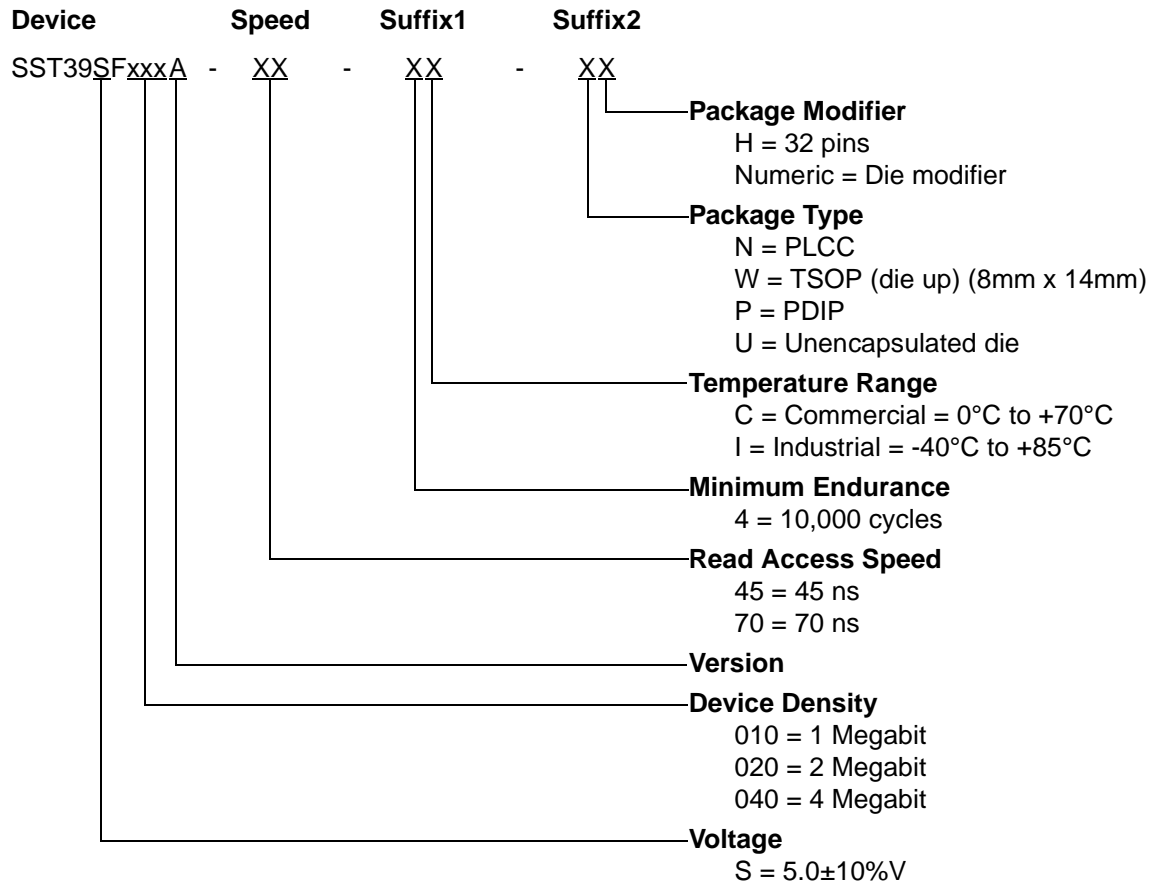 Device Speed Suffix1 Suffix2
SST39SFxxxA - XX - XX - XX
Package Modifier
H = 32 pins
Numeric = Die modifier
Package Type
N = PLCC
W = TSOP (die up) (8mm x 14mm)
P = PDIP
U = Unencapsulated die
Temperature Range
C = Commercial = 0°C to +70°C
I = Industrial = -40°C to +85°C
Minimum Endurance
4 = 10,000 cycles
Read Access Speed
45 = 45 ns
70 = 70 ns
Version
Device Density
010 = 1 Megabit
020 = 2 Megabit
040 = 4 Megabit
Voltage
S = 5.0±10%V